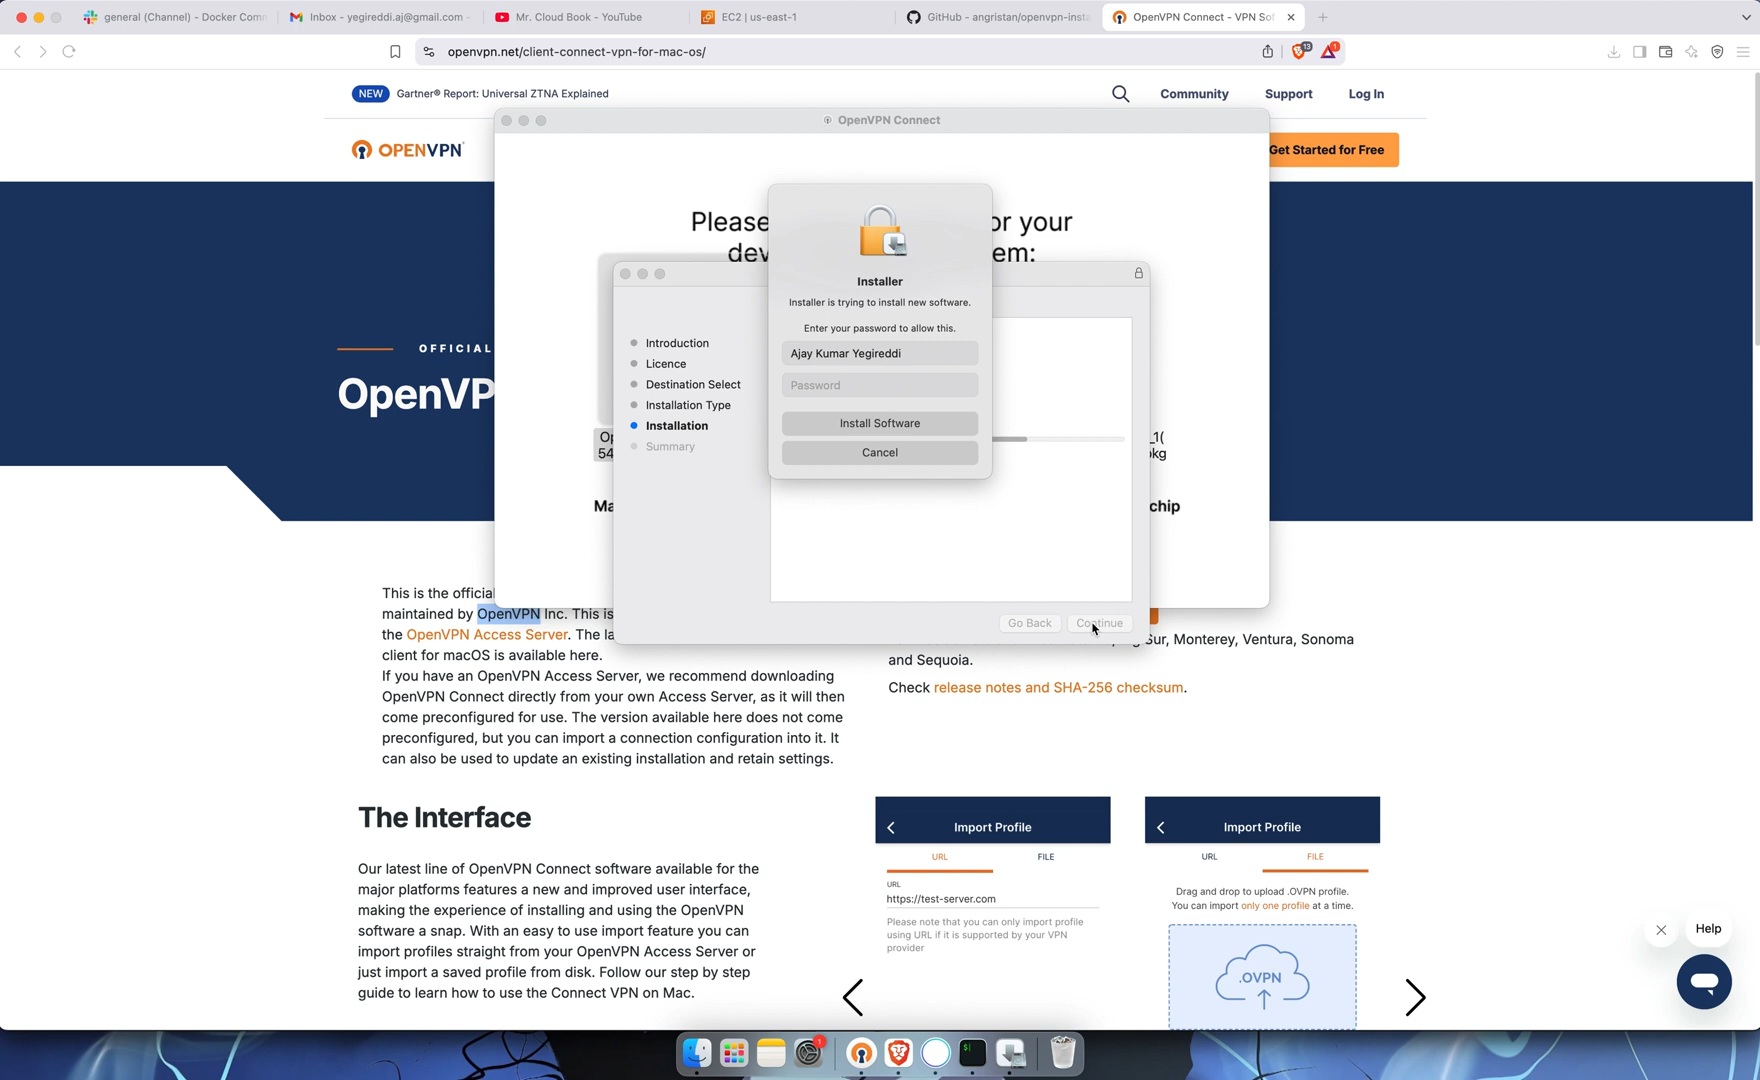 general (Channel) - Docker Comm
Inbox - yegireddi.aj@gmail.com -
Mr. Cloud Book - YouTube
EC2 | us-east-1
GitHub - angristan/openvpn-insta
OpenVPN Connect - VPN Sof
openvpn.net/client-connect-vpn-for-mac-os/
13
1
NEW Gartner® Report: Universal ZTNA Explained
Community
Support
Log In
OPENVPN
Get Started for Free
OpenVPN Connect
Please
or your
dev
em:
OFFICIAL
OpenVP
Op
54
_1(
pkg
Ma
chip
Introduction
Licence
Destination Select
Installation Type
Installation
Summary
Go Back
Continue
Installer
Installer is trying to install new software.
Enter your password to allow this.
Ajay Kumar Yegireddi
Password
Install Software
Cancel
This is the official
maintained by OpenVPN Inc. This is
the OpenVPN Access Server. The la
client for macOS is available here.
If you have an OpenVPN Access Server, we recommend downloading
OpenVPN Connect directly from your own Access Server, as it will then
come preconfigured for use. The version available here does not come
preconfigured, but you can import a connection configuration into it. It
can also be used to update an existing installation and retain settings.
Sur, Monterey, Ventura, Sonoma
and Sequoia.
Check release notes and SHA-256 checksum.
The Interface
Our latest line of OpenVPN Connect software available for the
major platforms features a new and improved user interface,
making the experience of installing and using the OpenVPN
software a snap. With an easy to use import feature you can
import profiles straight from your OpenVPN Access Server or
just import a saved profile from disk. Follow our step by step
guide to learn how to use the Connect VPN on Mac.
Import Profile
URL
FILE
URL
https://test-server.com
Please note that you can only import profile
using URL if it is supported by your VPN
provider
Import Profile
URL
FILE
Drag and drop to upload .OVPN profile.
You can import only one profile at a time.
.OVPN
Help
1
$